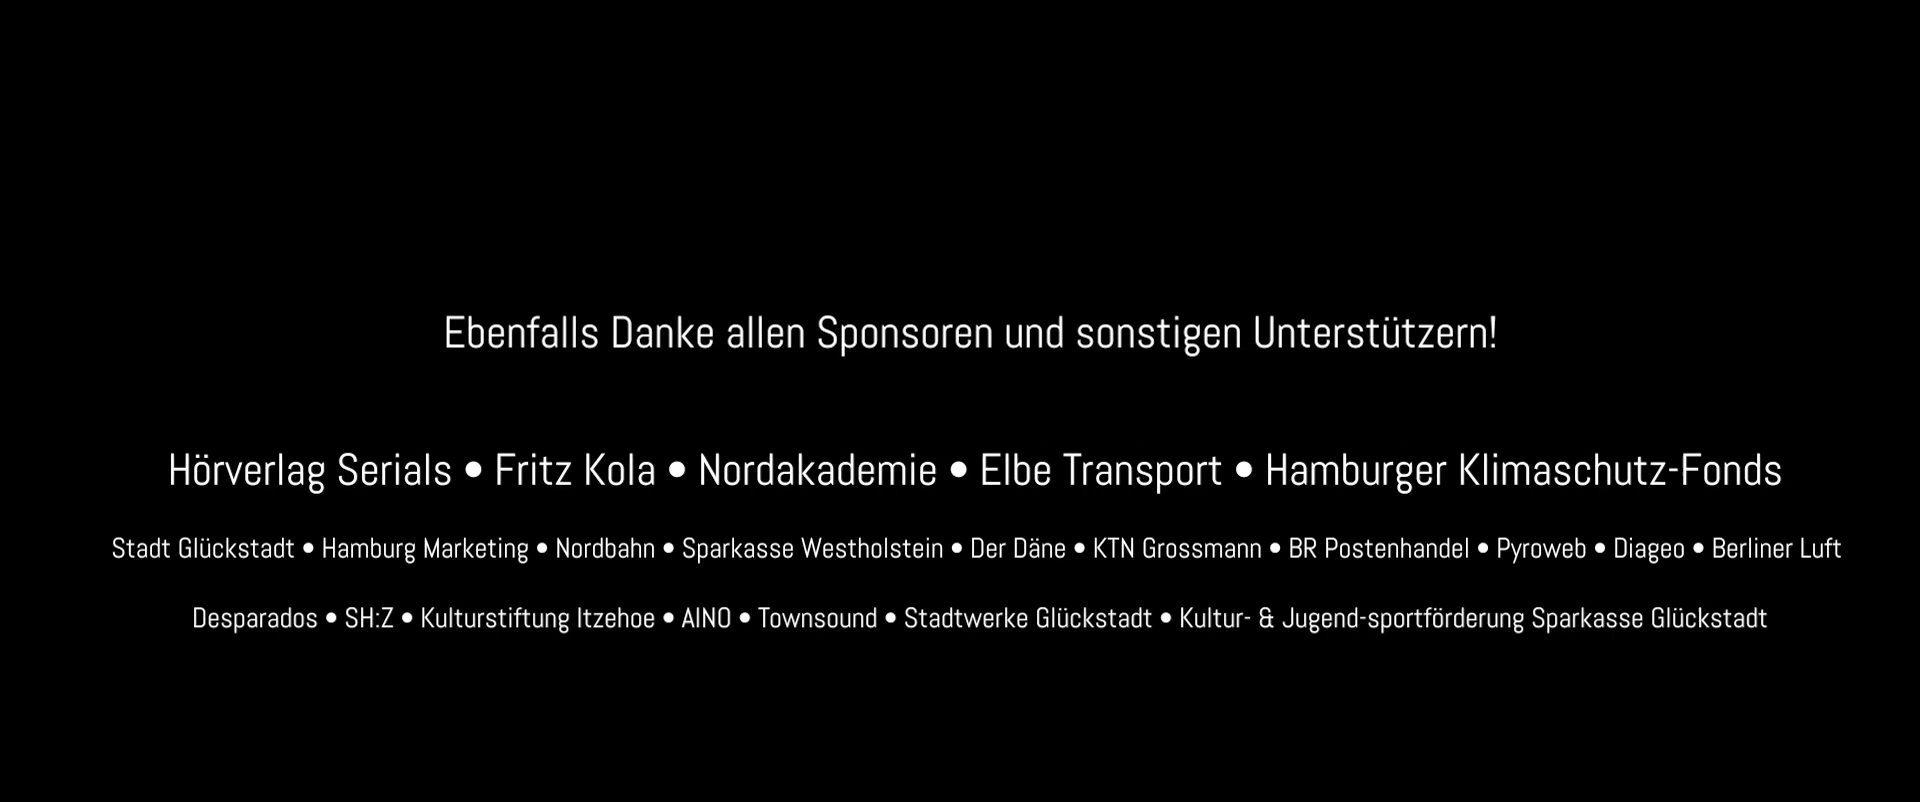 Ebenfalls Danke allen Sponsoren und sonstigen Unterstützern!
Hörverlag Serials • Fritz Kola • Nordakademie • Elbe Transport • Hamburger Klimaschutz-Fonds
Stadt Glückstadt • Hamburg Marketing • Nordbahn • Sparkasse Westholstein • Der Däne • KTN Grossmann • BR Postenhandel • Pyroweb • Diageo • Berliner Luft
Desparados • SH:Z • Kulturstiftung Itzehoe • AINO • Townsound • Stadtwerke Glückstadt • Kultur- & Jugend-sportförderung Sparkasse Glückstadt